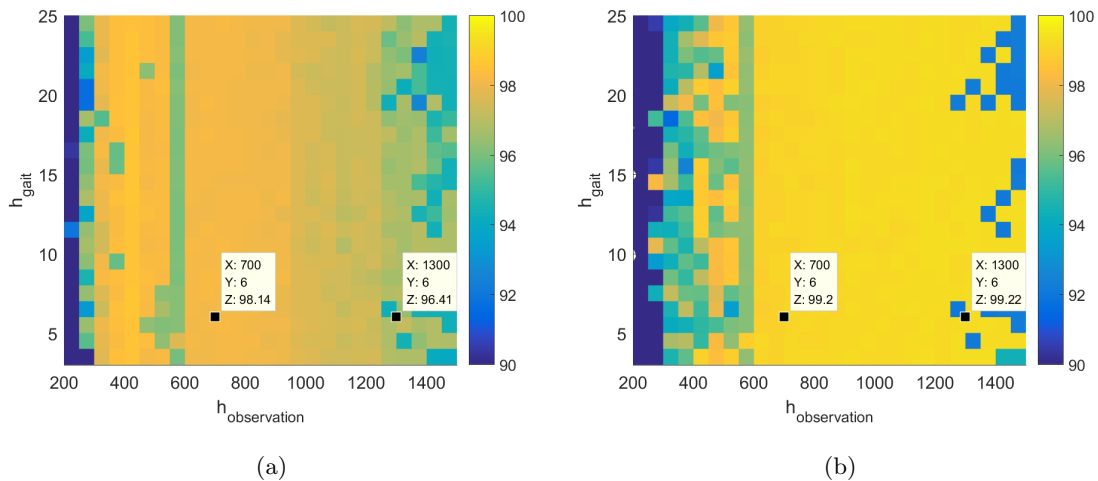 25
20
15
10
5
h_gait
200 400 600 800 1000 1200 1400
h_observation
X: 700
Y: 6
Z: 98.14
X: 1300
Y: 6
Z: 96.41
100
98
96
94
92
90
(a)
25
20
15
10
5
h_gait
200 400 600 800 1000 1200 1400
h_observation
X: 700
Y: 6
Z: 99.2
X: 1300
Y: 6
Z: 99.22
100
98
96
94
92
90
(b)